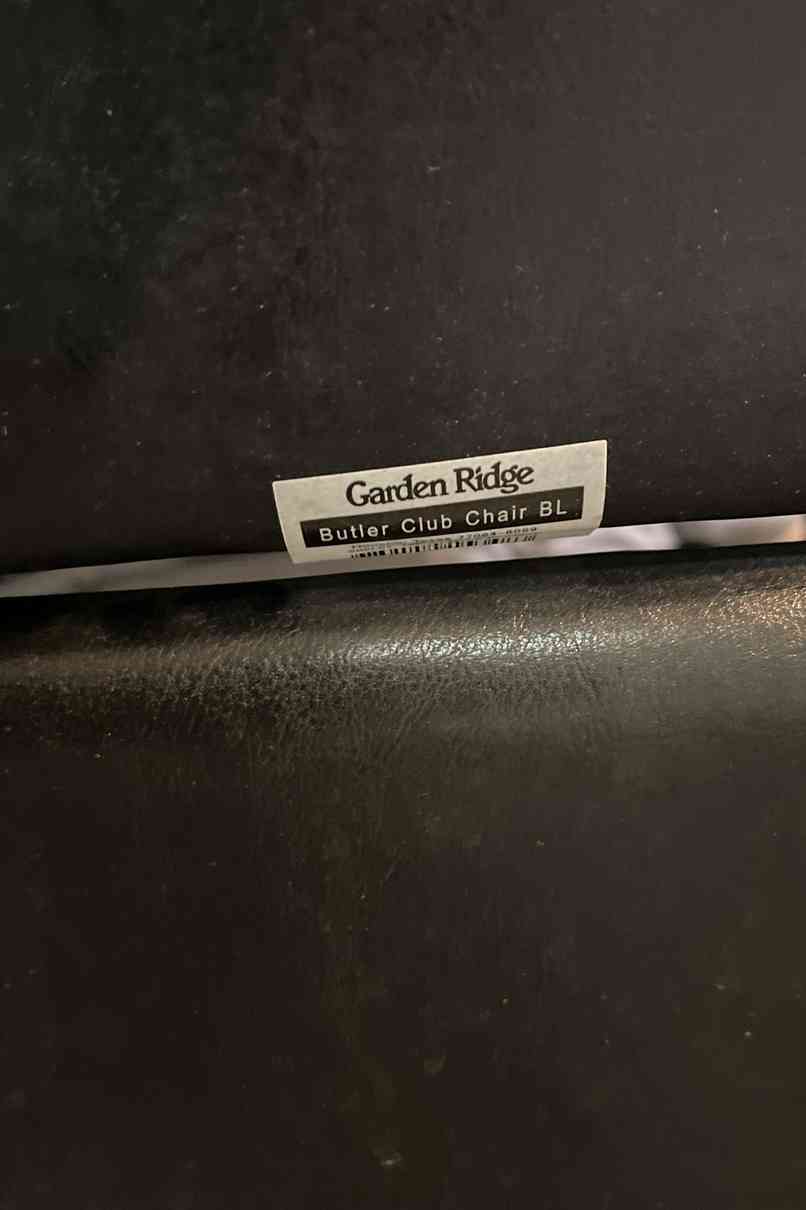 Garden Ridge
Butler Club Chair BL